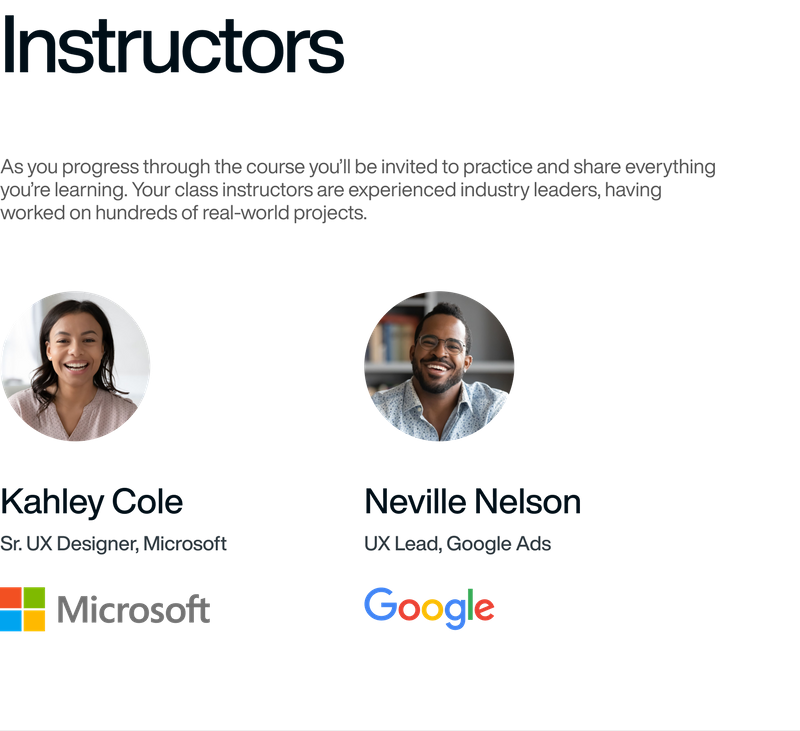 Instructors
As you progress through the course you’ll be invited to practice and share everything
you’re learning. Your class instructors are experienced industry leaders, having
worked on hundreds of real-world projects.
Kahley Cole
Sr. UX Designer, Microsoft
Microsoft
Neville Nelson
UX Lead, Google Ads
Google